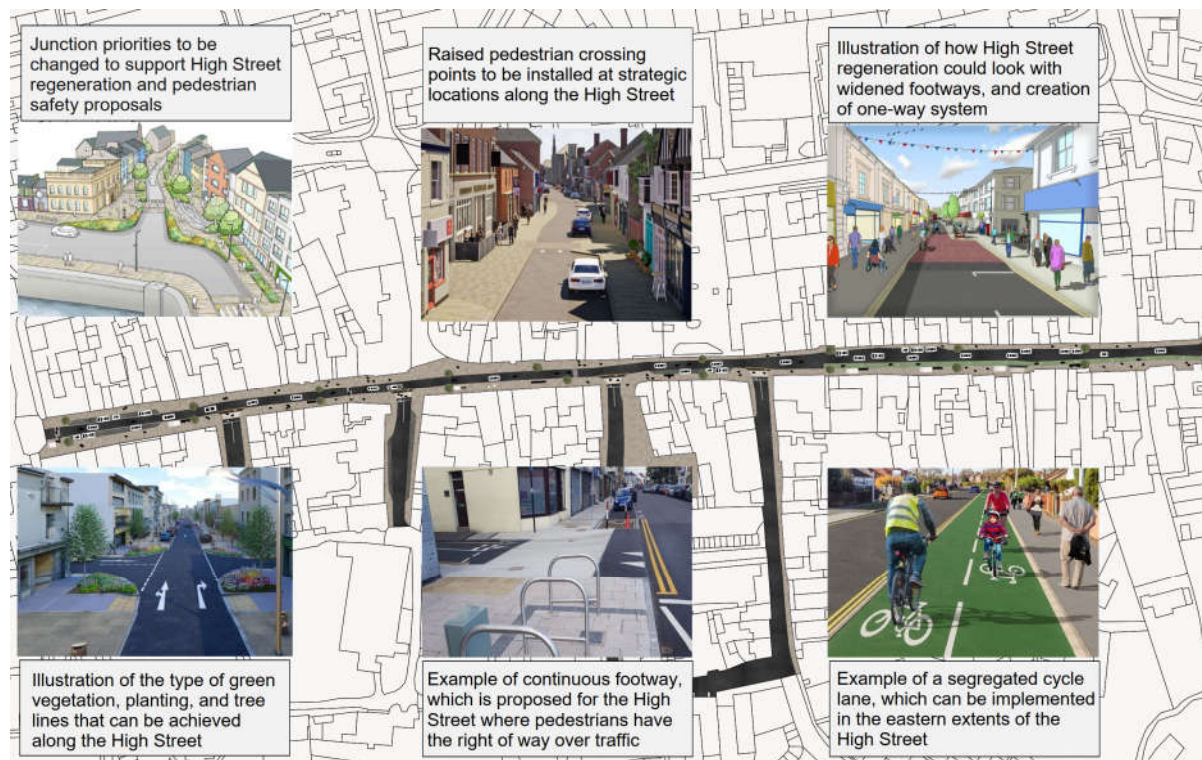 Junction priorities to be
changed to support High Street
regeneration and pedestrian
safety proposals
Raised pedestrian crossing
points to be installed at strategic
locations along the High Street
Illustration of how High Street
regeneration could look with
widened footways, and creation
of one-way system
Illustration of the type of green
vegetation, planting, and tree
lines that can be achieved
along the High Street
Example of continuous footway,
which is proposed for the High
Street where pedestrians have
the right of way over traffic
Example of a segregated cycle
lane, which can be implemented
in the eastern extents of the
High Street